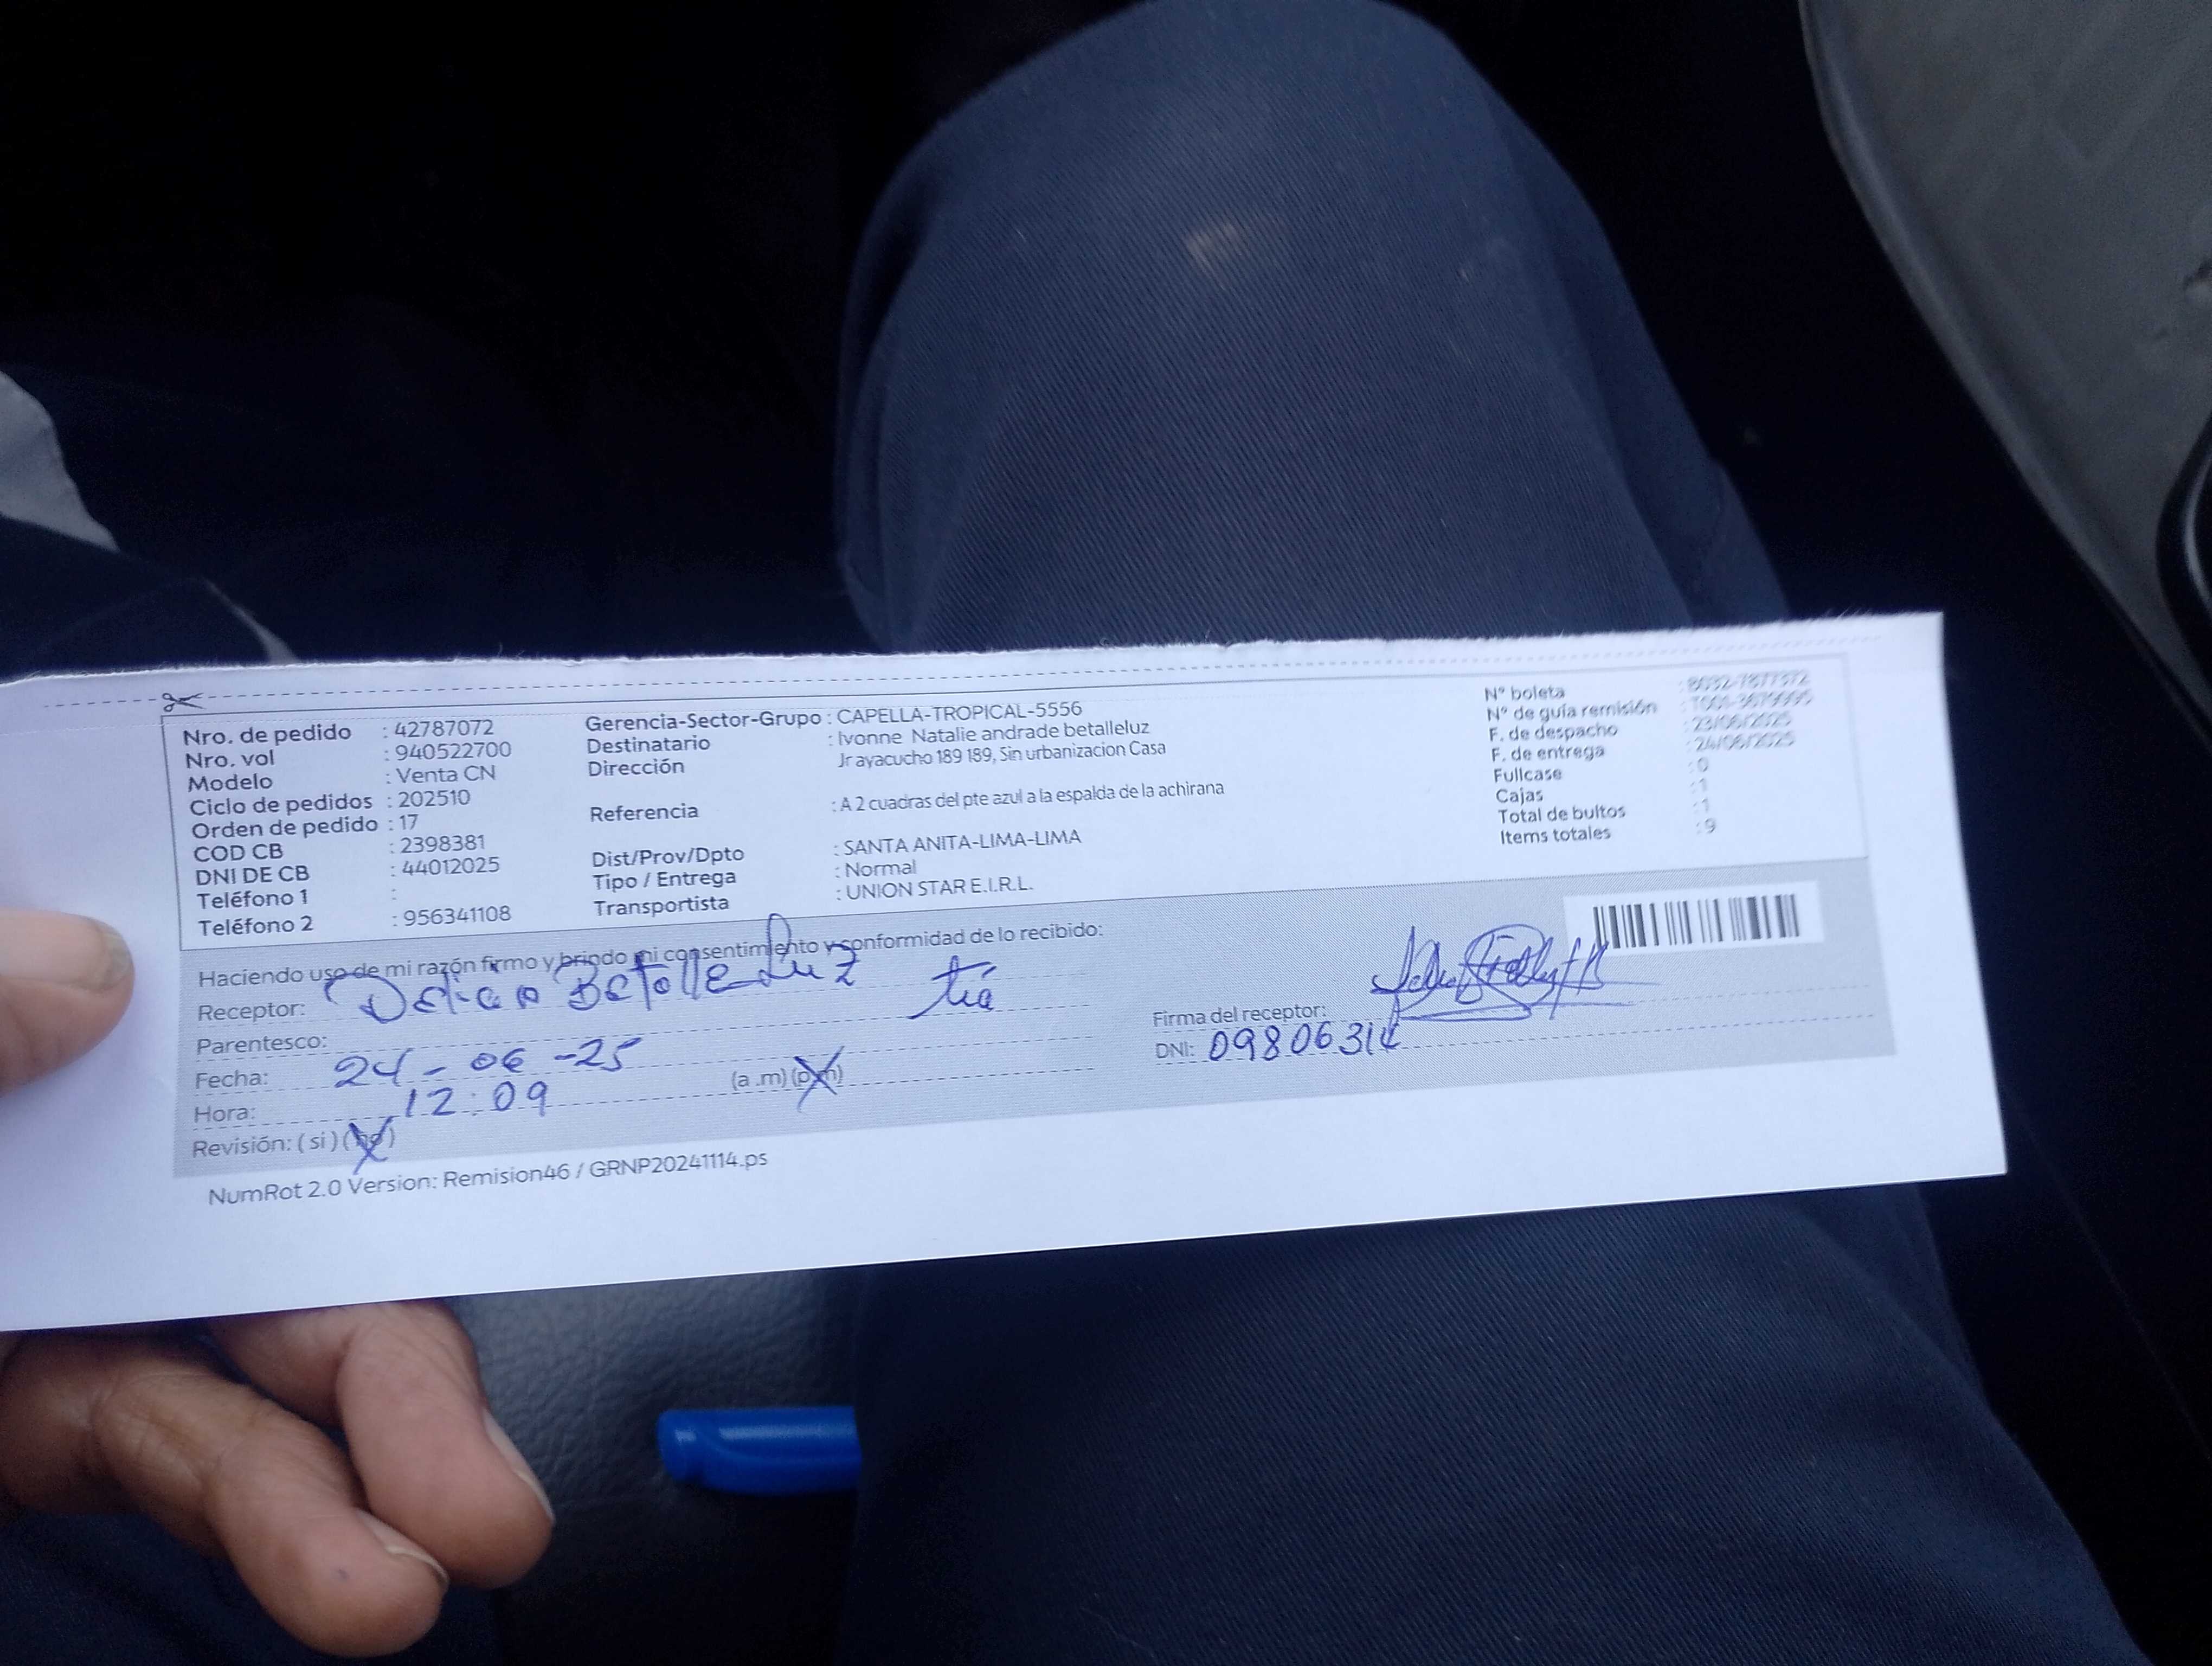 Nro. de pedido : 42787072
Nro. vol : 940522700
Modelo : Venta CN
Ciclo de pedidos : 202510
Orden de pedido : 17
COD CB : 2398381
DNI DE CB : 44012025
Teléfono 1 :
Teléfono 2 : 956341108
Gerencia-Sector-Grupo : CAPELLA-TROPICAL-5556
Destinatario : Ivonne Natalie andrade betalleluz
Dirección Jr ayacucho 189 189, Sin urbanizacion Casa
Referencia : A 2 cuadras del pte azul a la espalda de la achirana
Dist/Prov/Dpto : SANTA ANITA-LIMA-LIMA
Tipo / Entrega : Normal
Transportista : UNION STAR E.I.R.L.
N° boleta
N° de guía remisión
F. de despacho : 23/06/2025
F. de entrega : 24/06/2025
Fullcase : 0
Cajas : 1
Total de bultos : 1
Items totales : 9
Haciendo uso de mi razón firmo y brindo mi consentimiento y conformidad de lo recibido:
Receptor: BetalleLuz
Parentesco: tía
Fecha: 24-06-25
Hora: 12:09 (a .m) (p.m)
Revisión: ( si ) (no)
Firma del receptor:
DNI: 09806314
NumRot 2.0 Version: Remision46 / GRNP20241114.ps